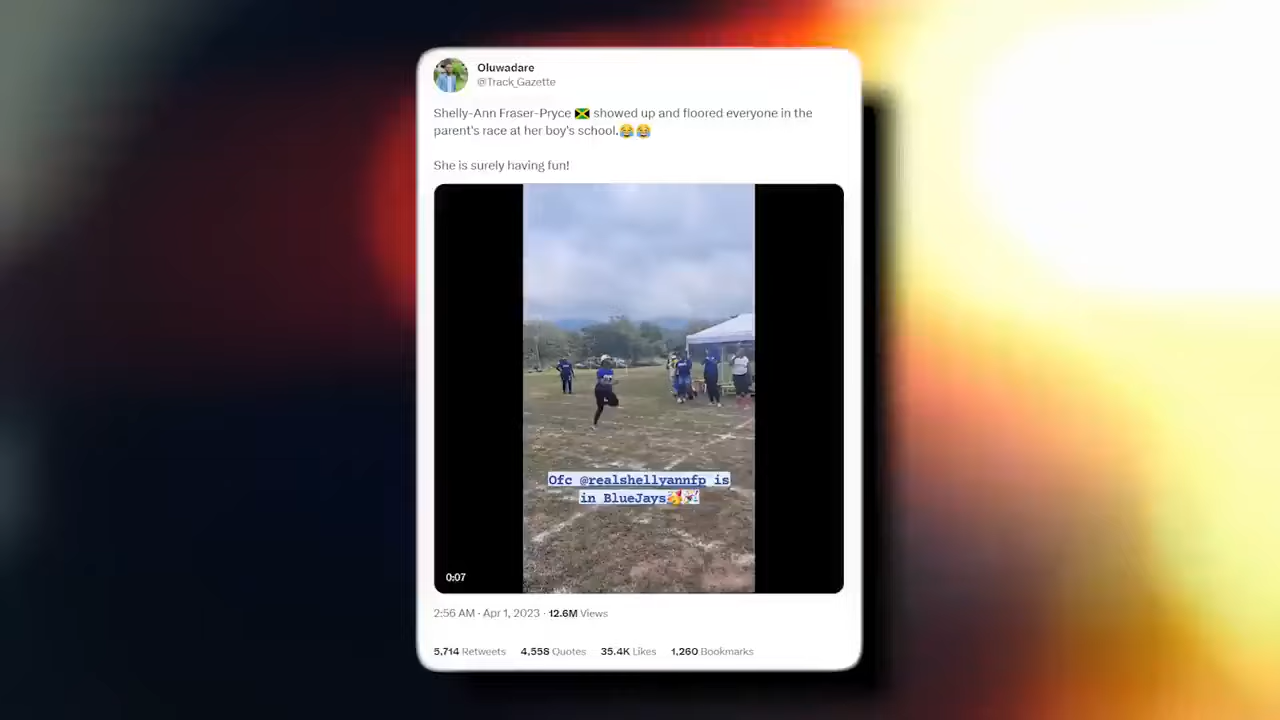 Oluwadare
@Track_Gazette
Shelly-Ann Fraser-Pryce 🇯🇲 showed up and floored everyone in the
parent's race at her boy's school.😂😂
She is surely having fun!
Ofc @realshellyannfp is
in BlueJays🥳🎉
0:07
2:56 AM · Apr 1, 2023 · 12.6M Views
5,714 Retweets 4,558 Quotes 35.4K Likes 1,260 Bookmarks